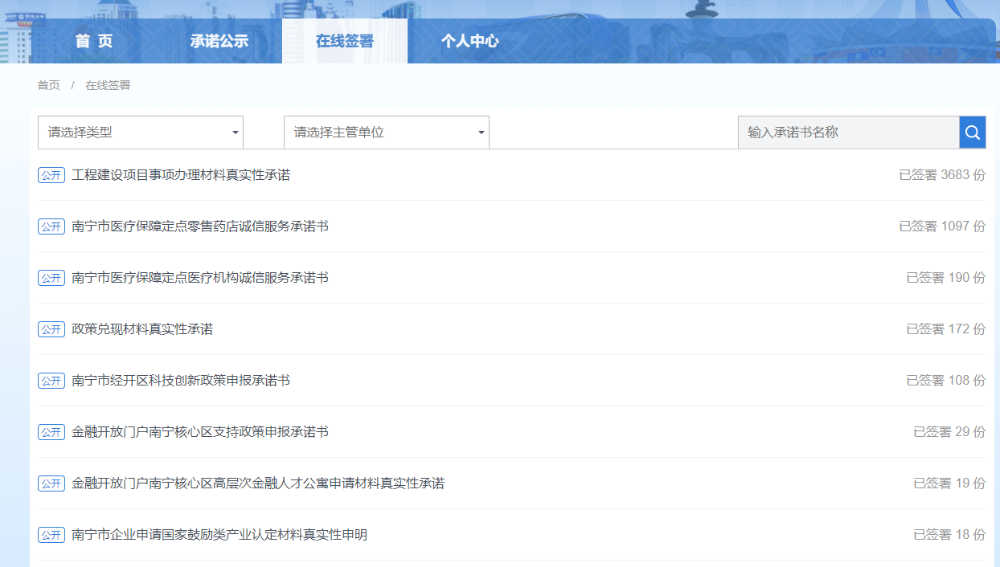 首 页 承诺公示 在线签署 个人中心
首页 / 在线签署
请选择类型 请选择主管单位 输入承诺书名称
公开 工程建设项目事项办理材料真实性承诺 已签署 3683 份
公开 南宁市医疗保障定点零售药店诚信服务承诺书 已签署 1097 份
公开 南宁市医疗保障定点医疗机构诚信服务承诺书 已签署 190 份
公开 政策兑现材料真实性承诺 已签署 172 份
公开 南宁市经开区科技创新政策申报承诺书 已签署 108 份
公开 金融开放门户南宁核心区支持政策申报承诺书 已签署 29 份
公开 金融开放门户南宁核心区高层次金融人才公寓申请材料真实性承诺 已签署 19 份
公开 南宁市企业申请国家鼓励类产业认定材料真实性申明 已签署 18 份